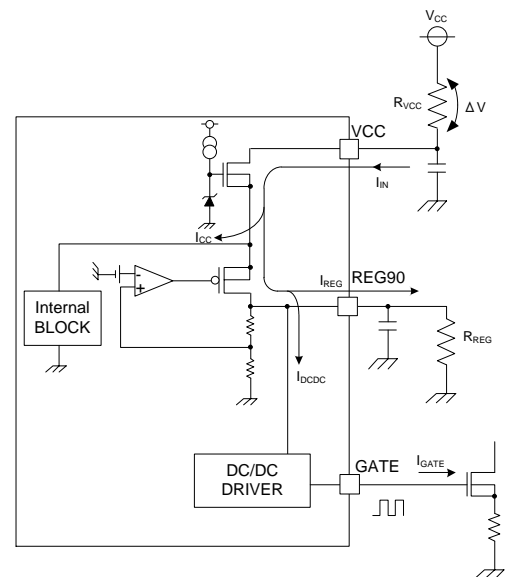 VCC
RVCC
ΔV
VCC
IIN
ICC
IREG
REG90
-
+
Internal
BLOCK
RREG
IDCDC
DC/DC
DRIVER
GATE
IGATE